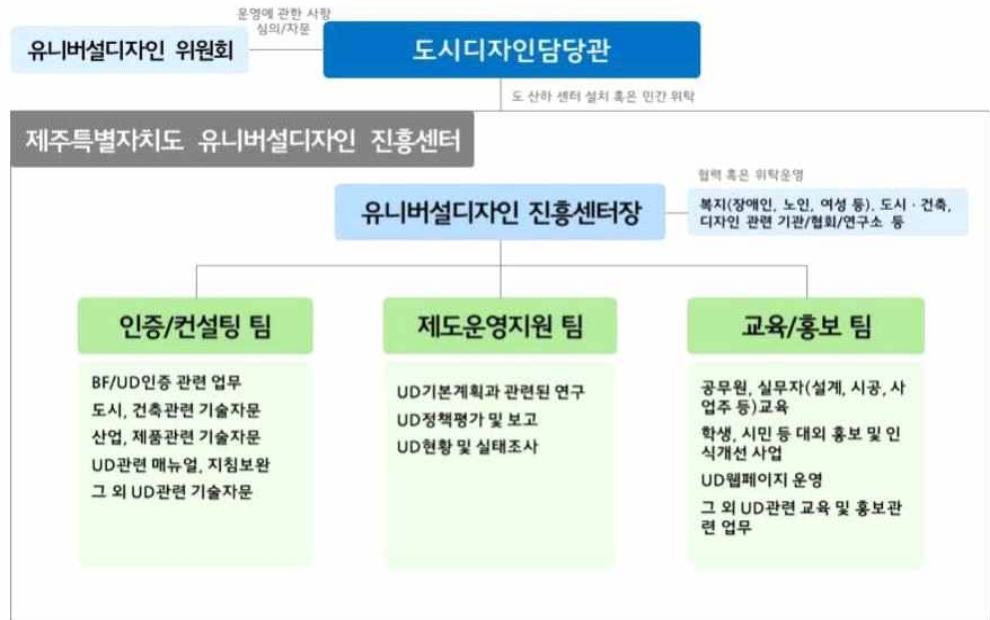 운영에 관한 사항
심의/자문
유니버설디자인 위원회
도시디자인담당관
도 산하 센터 설치 혹은 민간 위탁
제주특별자치도 유니버설디자인 진흥센터
협력 혹은 위탁운영
유니버설디자인 진흥센터장
복지(장애인, 노인, 여성 등). 도시 · 건축,
디자인 관련 기관/협회/연구소 등
인증/컨설팅 팀
BF/UD인증 관련 업무
도시, 건축관련 기술자문
산업, 제품관련 기술자문
UD관련 매뉴얼, 지침보완
그 외 UD관련 기술자문
제도운영지원 팀
UD기본계획과 관련된 연구
UD정책평가 및 보고
UD현황 및 실태조사
교육/홍보 팀
공무원, 실무자(설계, 시공, 사
업주 등)교육
학생, 시민 등 대외 홍보 및 인
식개선 사업
UD웹페이지 운영
그 외 UD관련 교육 및 홍보관
련 업무